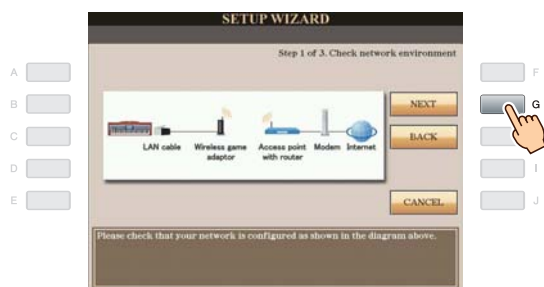 SETUP WIZARD
Step 1 of 3. Check network environment
A
F
B
NEXT
G
LAN cable
Wireless game
adaptor
Access point
with router
Modem
Internet
C
BACK
D
I
E
CANCEL
J
Please check that your network is configured as shown in the diagram above.